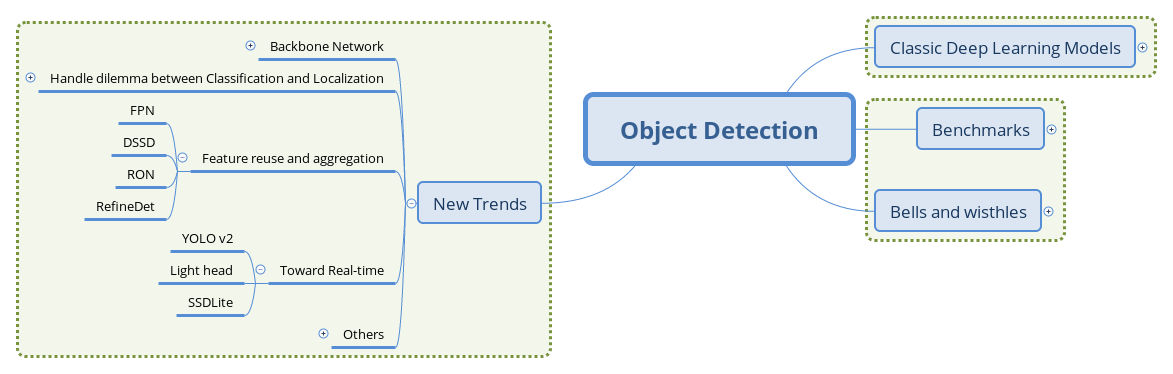 Object Detection
Classic Deep Learning Models
Benchmarks
Bells and wisthles
New Trends
Backbone Network
Handle dilemma between Classification and Localization
Feature reuse and aggregation
FPN
DSSD
RON
RefineDet
Toward Real-time
YOLO v2
Light head
SSDLite
Others